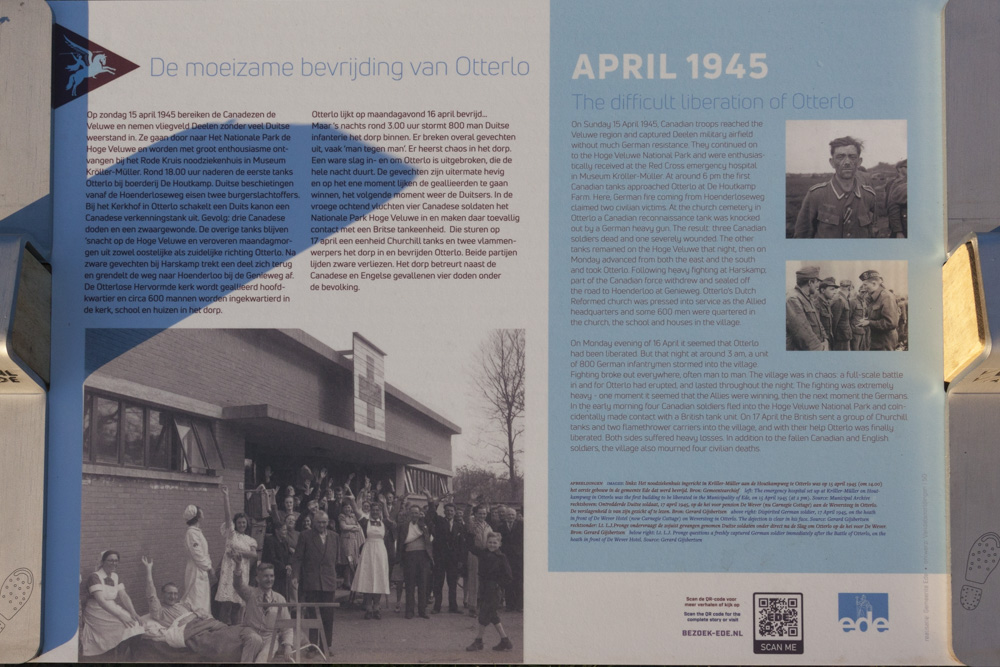 De moeizame bevrijding van Otterlo
Op zondag 15 april 1945 bereiken de Canadezen de
Veluwe en nemen vliegveld Deelen zonder veel Duitse
weerstand in. Ze gaan door naar Het Nationale Park de
Hoge Veluwe en worden met groot enthousiasme ont-
vangen bij het Rode Kruis noodziekenhuis in Museum
Kröller-Müller. Rond 18.00 uur naderen de eerste tanks
Otterlo bij boerderij De Houtkamp. Duitse beschietingen
vanaf de Hoenderloseweg eisen twee burgerslachtoffers.
Bij het Kerkhof in Otterlo schakelt een Duits kanon een
Canadese verkenningstank uit. Gevolg: drie Canadese
doden en een zwaargewonde. De overige tanks blijven
'snacht op de Hoge Veluwe en veroveren maandagmor-
gen uit zowel oostelijke als zuidelijke richting Otterlo. Na
zware gevechten bij Harskamp trekt een deel zich terug
en grendelt de weg naar Hoenderloo bij de Genieweg af.
De Otterlose Hervormde kerk wordt geallieerd hoofd-
kwartier en circa 600 mannen worden ingekwartierd in
de kerk, school en huizen in het dorp.
Otterlo lijkt op maandagavond 16 april bevrijd...
Maar 's nachts rond 3.00 uur stormt 800 man Duitse
infanterie het dorp binnen. Er breken overal gevechten
uit, vaak 'man tegen man'. Er heerst chaos in het dorp.
Een ware slag in- en om Otterlo is uitgebroken, die de
hele nacht duurt. De gevechten zijn uitermate hevig
en op het ene moment lijken de geallieerden te gaan
winnen, het volgende moment weer de Duitsers. In de
vroege ochtend vluchten vier Canadese soldaten het
Nationale Park Hoge Veluwe in en maken daar toevallig
contact met een Britse tankeenheid. Die sturen op
17 april een eenheid Churchill tanks en twee vlammen-
werpers het dorp in en bevrijden Otterlo. Beide partijen
lijden zware verliezen. Het dorp betreurt naast de
Canadese en Engelse gevallenen vier doden onder
de bevolking.
APRIL 1945
The difficult liberation of Otterlo
On Sunday 15 April 1945, Canadian troops reached the
Veluwe region and captured Deelen military airfield
without much German resistance. They continued on
to the Hoge Veluwe National Park and were enthusias-
tically received at the Red Cross emergency hospital
in Museum Kröller-Müller. At around 6 pm the first
Canadian tanks approached Otterlo at De Houtkamp
Farm. Here, German fire coming from Hoenderloseweg
claimed two civilian victims. At the church cemetery in
Otterlo a Canadian reconnaissance tank was knocked
out by a German heavy gun. The result: three Canadian
soldiers dead and one severely wounded. The other
tanks remained on the Hoge Veluwe that night, then on
Monday advanced from both the east and the south
and took Otterlo. Following heavy fighting at Harskamp,
part of the Canadian force withdrew and sealed off
the road to Hoenderloo at Genieweg. Otterlo's Dutch
Reformed church was pressed into service as the Allied
headquarters and some 600 men were quartered in
the church, the school and houses in the village.
On Monday evening of 16 April it seemed that Otterlo
had been liberated. But that night at around 3 am, a unit
of 800 German infantrymen stormed into the village.
Fighting broke out everywhere, often man to man. The village was in chaos: a full-scale battle
in and for Otterlo had erupted, and lasted throughout the night. The fighting was extremely
heavy - one moment it seemed that the Allies were winning, then the next moment the Germans.
In the early morning four Canadian soldiers fled into the Hoge Veluwe National Park and coin-
cidentally made contact with a British tank unit. On 17 April, the British sent a group of Churchill
tanks and two flamethrower carriers into the village, and with their help Otterlo was finally
liberated. Both sides suffered heavy losses. In addition to the fallen Canadian and English
soldiers, the village also mourned four civilian deaths.
Scan de QR-code voor
meer verhalen of kijk op
Scan the QR code for the
complete story or visit
BEZOEK-EDE.NL
EDE
SCAN ME
ede